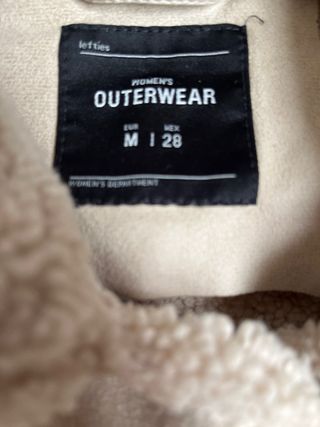 lefties
WOMEN'S
OUTERWEAR
EUR MEX
M | 28
WOMEN'S DEPARTMENT